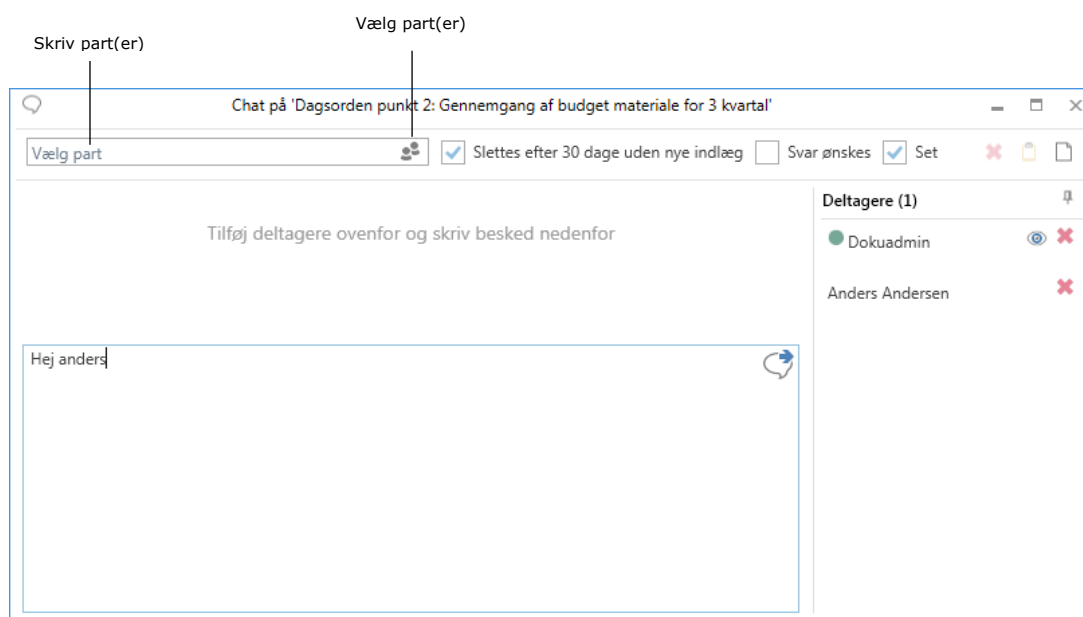 Vælg part(er)
Skriv part(er)
Chat på 'Dagsorden punkt 2: Gennemgang af budget materiale for 3 kvartal'
Vælg part
Slettes efter 30 dage uden nye indlæg
Svar ønskes
Set
Deltagere (1)
Tilføj deltagere ovenfor og skriv besked nedenfor
Dokuadmin
Anders Andersen
Hej anders